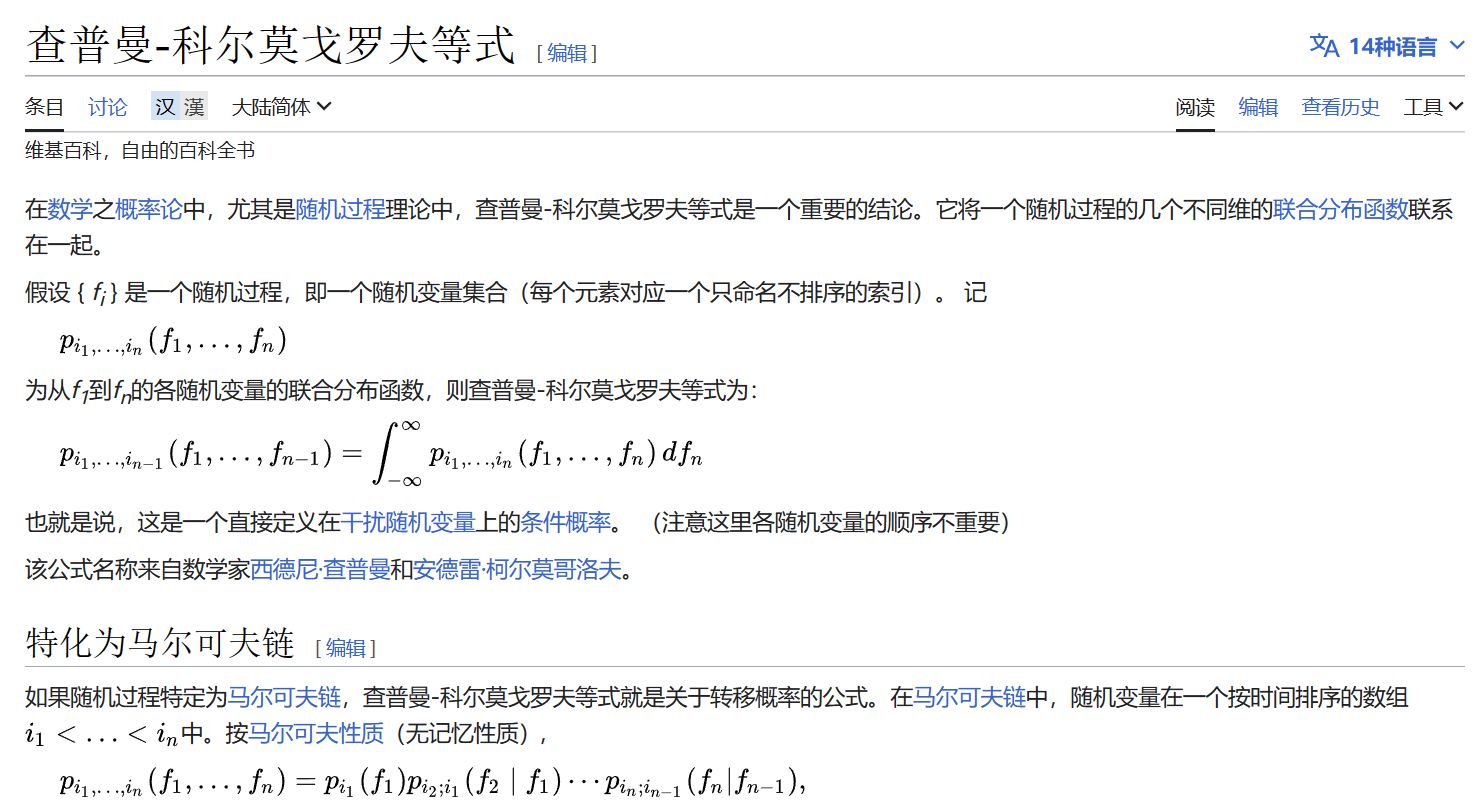 查普曼-科尔莫戈罗夫等式 [编辑]
文A 14种语言
条目 讨论 汉 漢 大陆简体 阅读 编辑 查看历史 工具
维基百科，自由的百科全书
在数学之概率论中，尤其是随机过程理论中，查普曼-科尔莫戈罗夫等式是一个重要的结论。它将一个随机过程的几个不同维的联合分布函数联系
在一起。
假设 { f_i } 是一个随机过程，即一个随机变量集合（每个元素对应一个只命名不排序的索引）。 记
p_{i_1,...,i_n}(f_1, ..., f_n)
为从f_1到f_n的各随机变量的联合分布函数，则查普曼-科尔莫戈罗夫等式为：
p_{i_1,...,i_{n-1}}(f_1, ..., f_{n-1}) = ∫_{-∞}^{∞} p_{i_1,...,i_n}(f_1, ..., f_n) df_n
也就是说，这是一个直接定义在干扰随机变量上的条件概率。 （注意这里各随机变量的顺序不重要）
该公式名称来自数学家西德尼·查普曼和安德雷·柯尔莫哥洛夫。
特化为马尔可夫链 [编辑]
如果随机过程特定为马尔可夫链，查普曼-科尔莫戈罗夫等式就是关于转移概率的公式。在马尔可夫链中，随机变量在一个按时间排序的数组
i_1 < ... < i_n中。按马尔可夫性质（无记忆性质），
p_{i_1,...,i_n}(f_1, ..., f_n) = p_{i_1}(f_1)p_{i_2;i_1}(f_2 | f_1) ··· p_{i_n;i_{n-1}}(f_n|f_{n-1}),